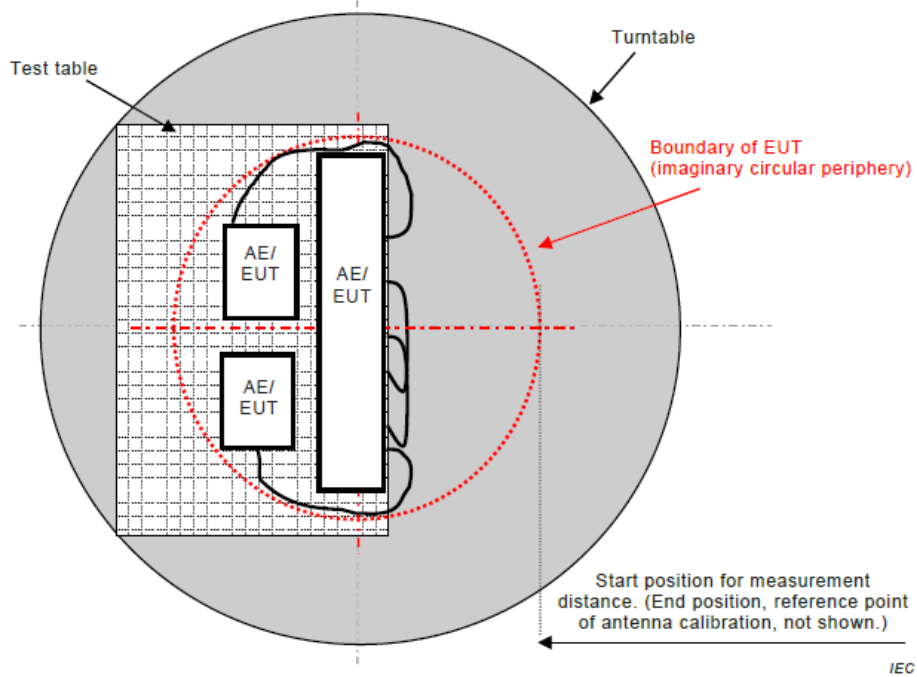 Turntable
Test table
Boundary of EUT
(imaginary circular periphery)
AE/
EUT
AE/
EUT
AE/
EUT
Start position for measurement
distance. (End position, reference point
of antenna calibration, not shown.)
IEC